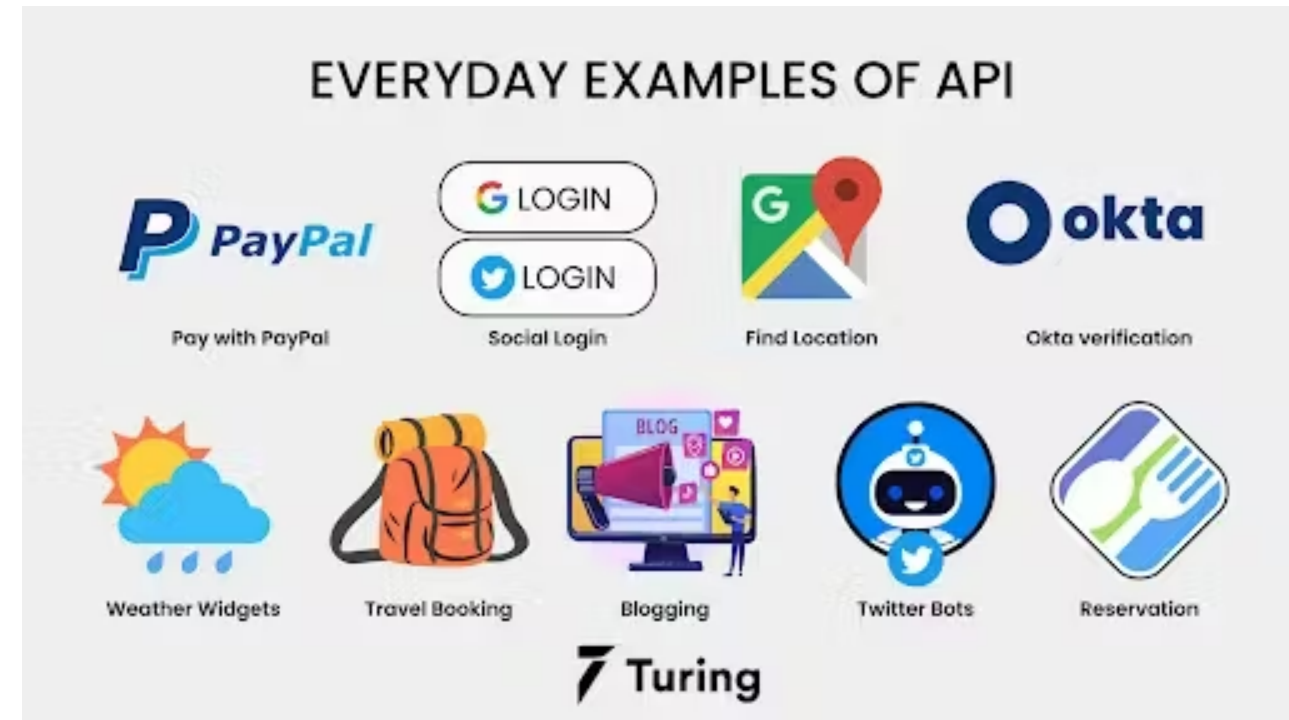 EVERYDAY EXAMPLES OF API
PayPal
G LOGIN
LOGIN
G
okta
Pay with PayPal
Social Login
Find Location
Okta verification
BLOG
Weather Widgets
Travel Booking
Blogging
Twitter Bots
Reservation
Turing